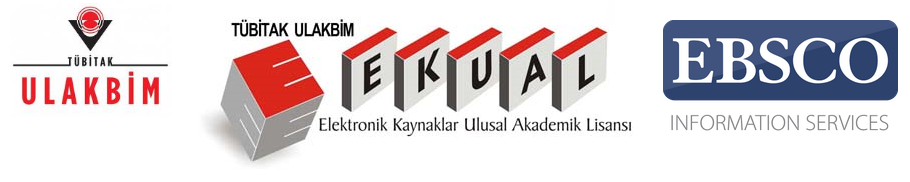 TÜBİTAK
ULAKBİM
TÜBİTAK ULAKBİM
E
E
E K U A L
Elektronik Kaynaklar Ulusal Akademik Lisansı
EBSCO
INFORMATION SERVICES